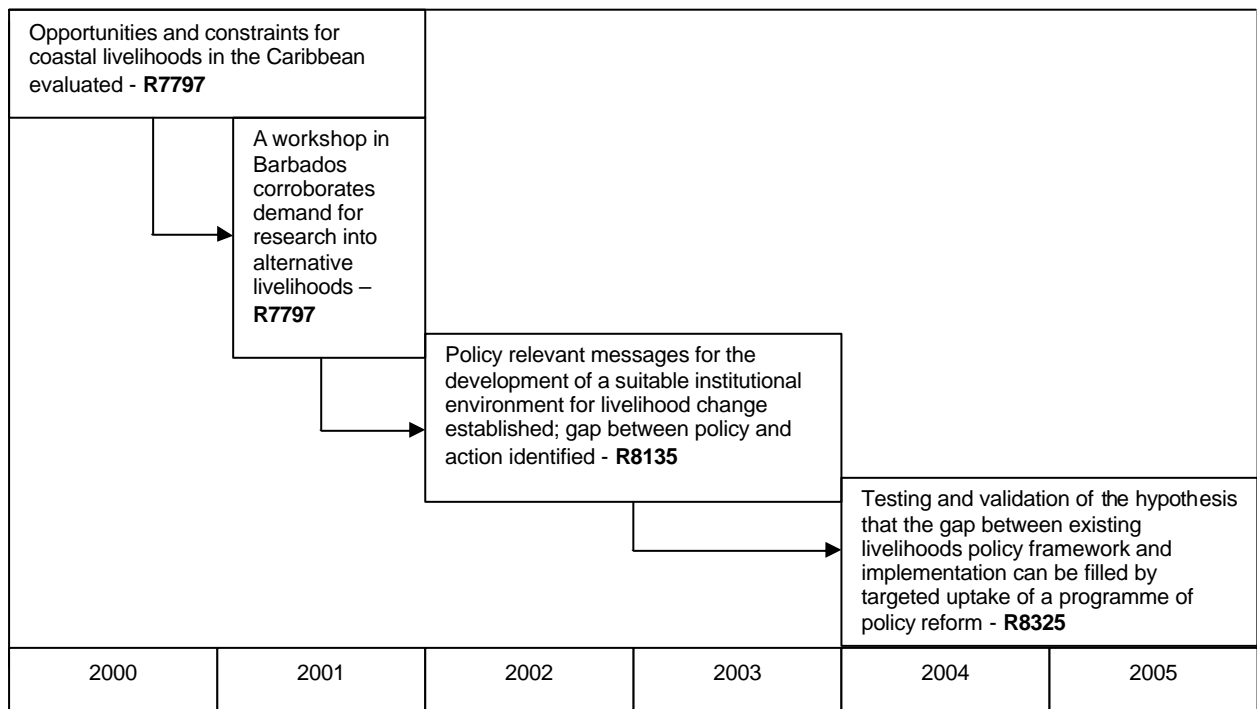 Opportunities and constraints for
coastal livelihoods in the Caribbean
evaluated - R7797
A workshop in
Barbados
corroborates
demand for
research into
alternative
livelihoods –
R7797
Policy relevant messages for the
development of a suitable institutional
environment for livelihood change
established; gap between policy and
action identified - R8135
Testing and validation of the hypothesis
that the gap between existing
livelihoods policy framework and
implementation can be filled by
targeted uptake of a programme of
policy reform - R8325
2000
2001
2002
2003
2004
2005